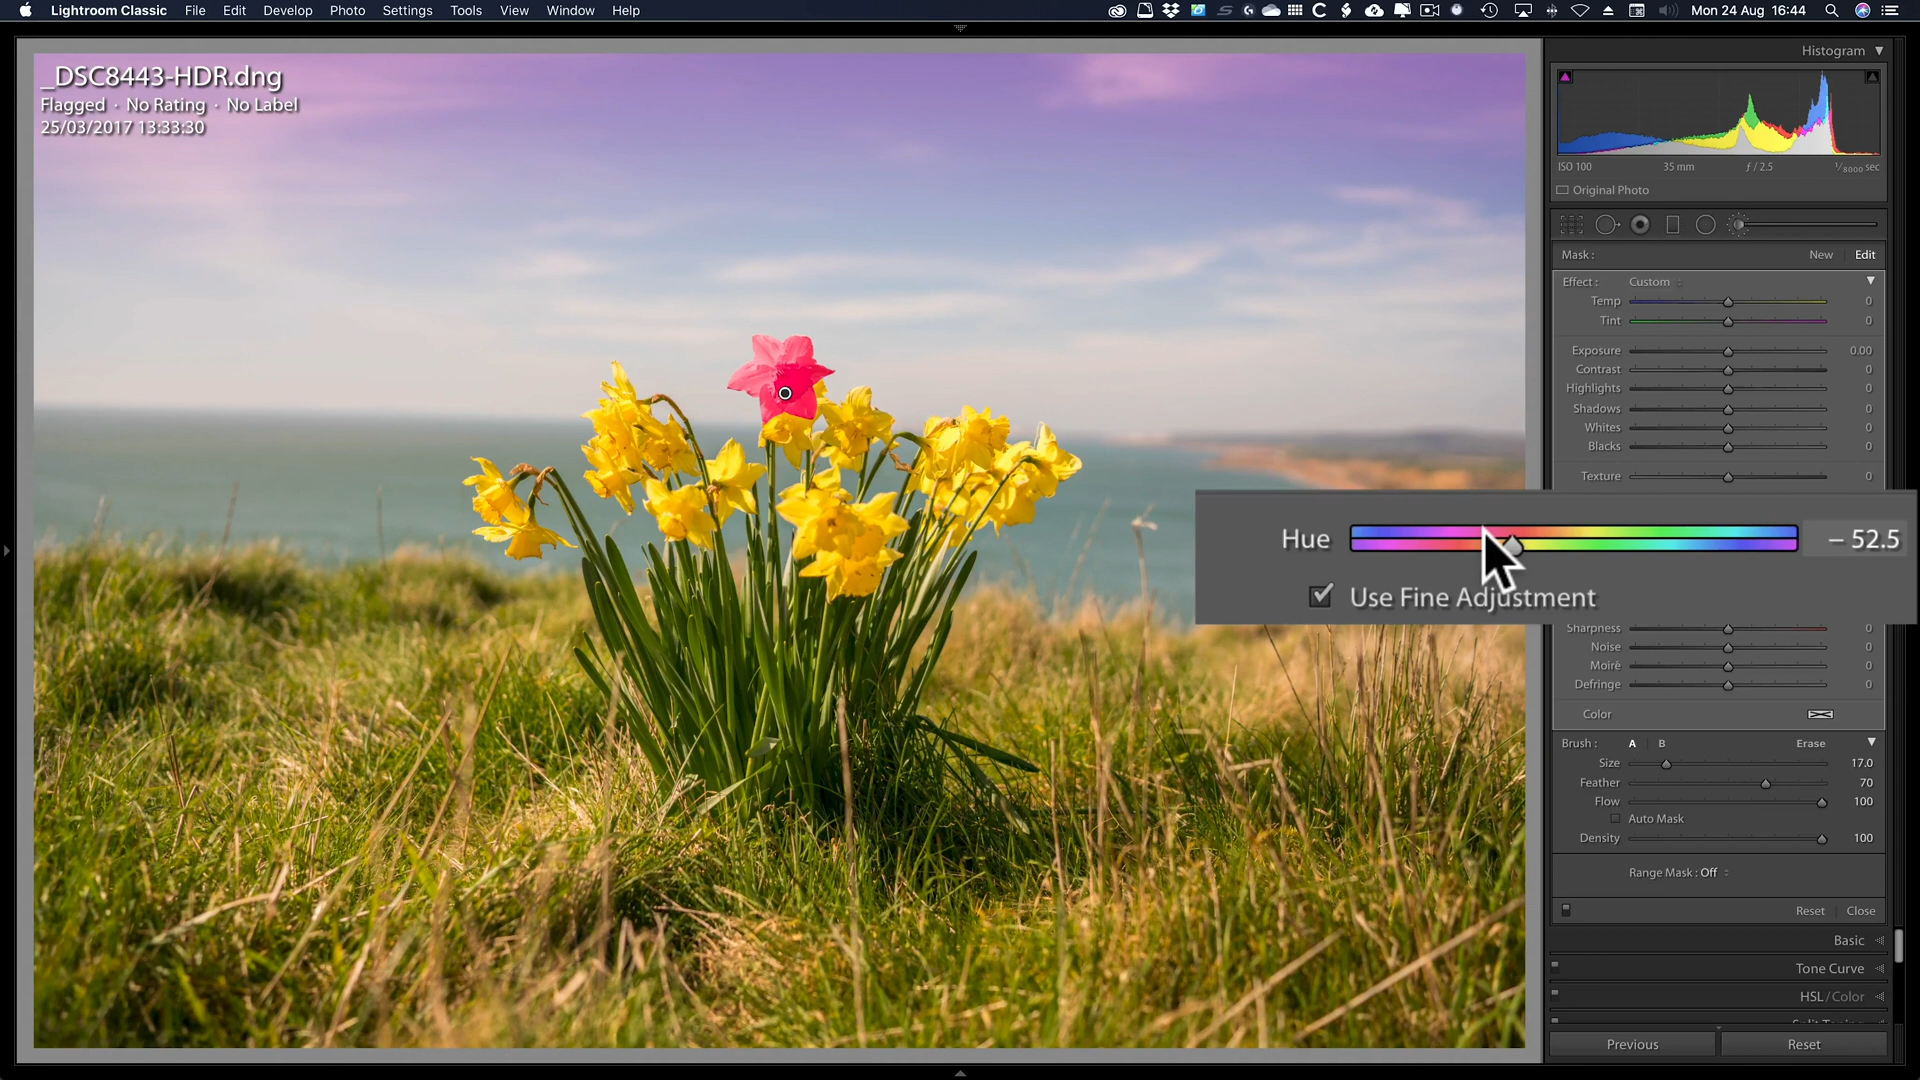 Lightroom Classic File Edit Develop Photo Settings Tools View Window Help Mon 24 Aug 16:44
_DSC8443-HDR.dng
Flagged · No Rating · No Label
25/03/2017 13:33:30
Histogram
ISO 100 35 mm ƒ / 2.5 1/8000 sec
Original Photo
Mask : New Edit
Effect : Custom
Temp 0
Tint 0
Exposure 0.00
Contrast 0
Highlights 0
Shadows 0
Whites 0
Blacks 0
Texture 0
Hue – 52.5
Use Fine Adjustment
Sharpness 0
Noise 0
Moiré 0
Defringe 0
Color
Brush : A B Erase
Size 17.0
Feather 70
Flow 100
Auto Mask
Density 100
Range Mask : Off
Reset Close
Basic
Tone Curve
HSL / Color
Previous Reset